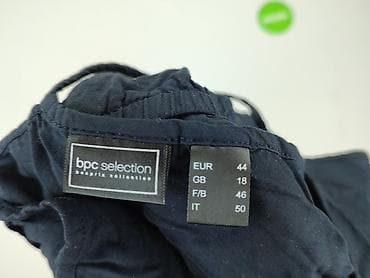 bpc selection
bonprix collection
EUR 44
GB 18
F/B 46
IT 50